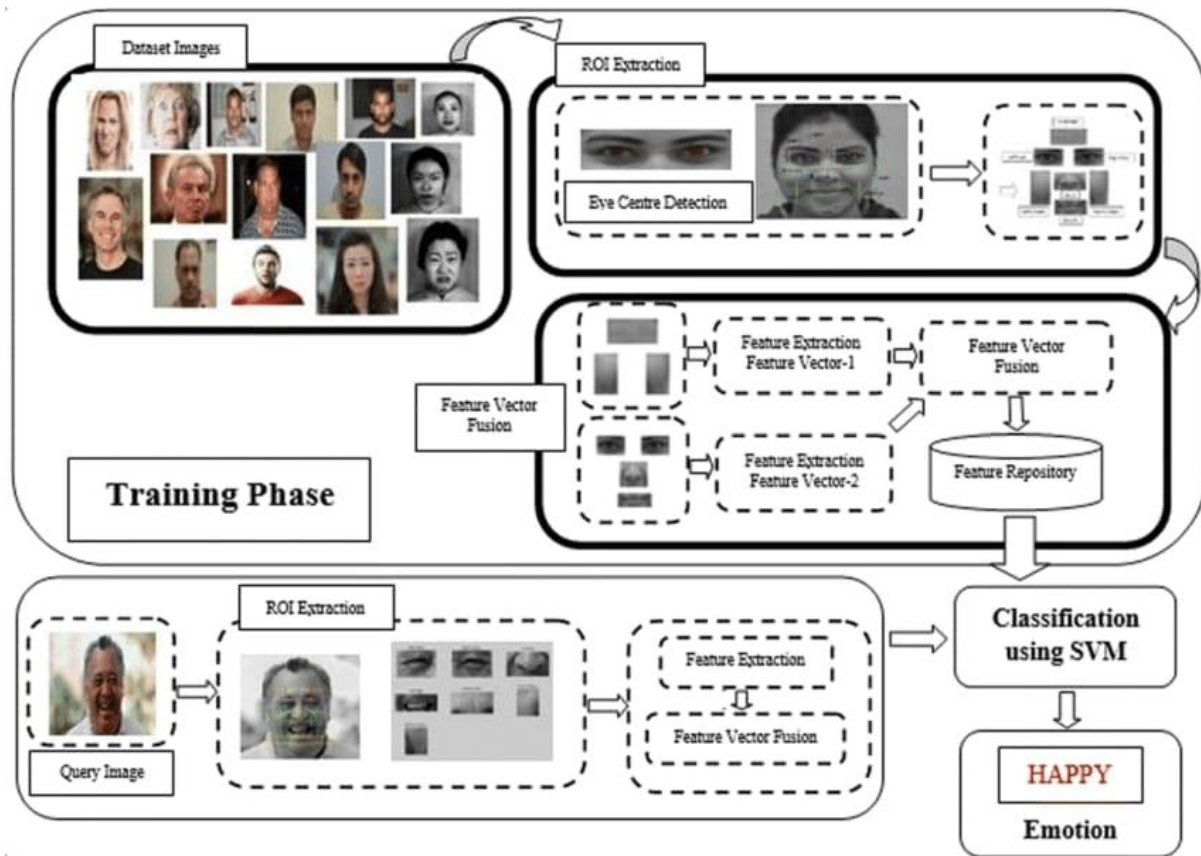 Dataset Images
ROI Extraction
Eye Centre Detection
Feature Vector
Fusion
Feature Extraction
Feature Vector-1
Feature Vector
Fusion
Feature Extraction
Feature Vector-2
Feature Repository
Training Phase
ROI Extraction
Query Image
Feature Extraction
Feature Vector Fusion
Classification
using SVM
HAPPY
Emotion